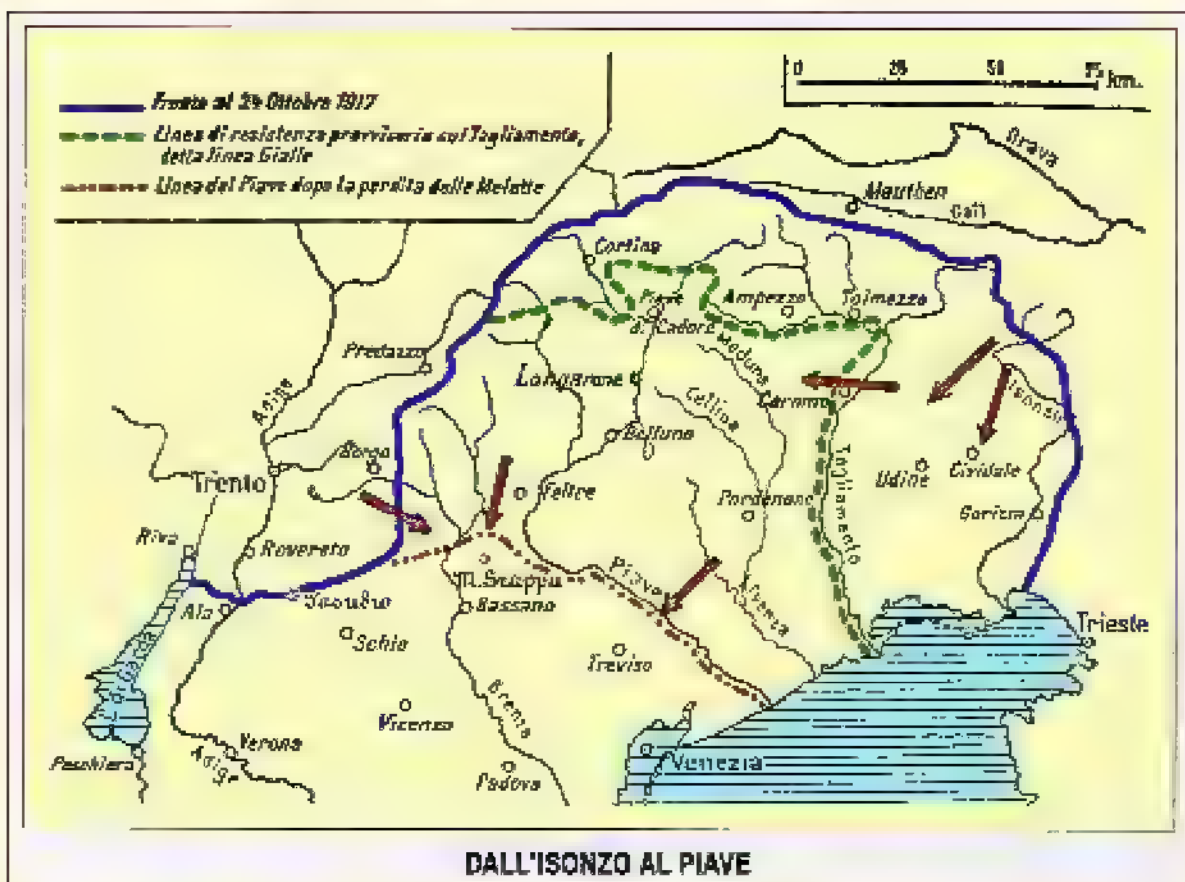 0 25 50 75 km.
Fronte al 24 Ottobre 1917
Linea di resistenza provvisoria sul Tagliamento,
detta linea Gialla
Linea del Piave dopo la perdita delle Melette
Drava
Mauthen
Gail
Cortina
Piave
di Cadore
Ampezzo
Tolmezzo
Predazzo
Meduna
Longarone
Cellina
Isonzo
Adige
Belluno
Borgo
Trento
Feltre
Tagliamento
Udine
Cividale
Pordenone
Gorizia
Riva
Rovereto
M. Grappa
Piave
Livenza
Ala
Bassano
Schio
Treviso
Trieste
L. di Garda
Brenta
Vicenza
Verona
Adige
Peschiera
Padova
Venezia
DALL'ISONZO AL PIAVE